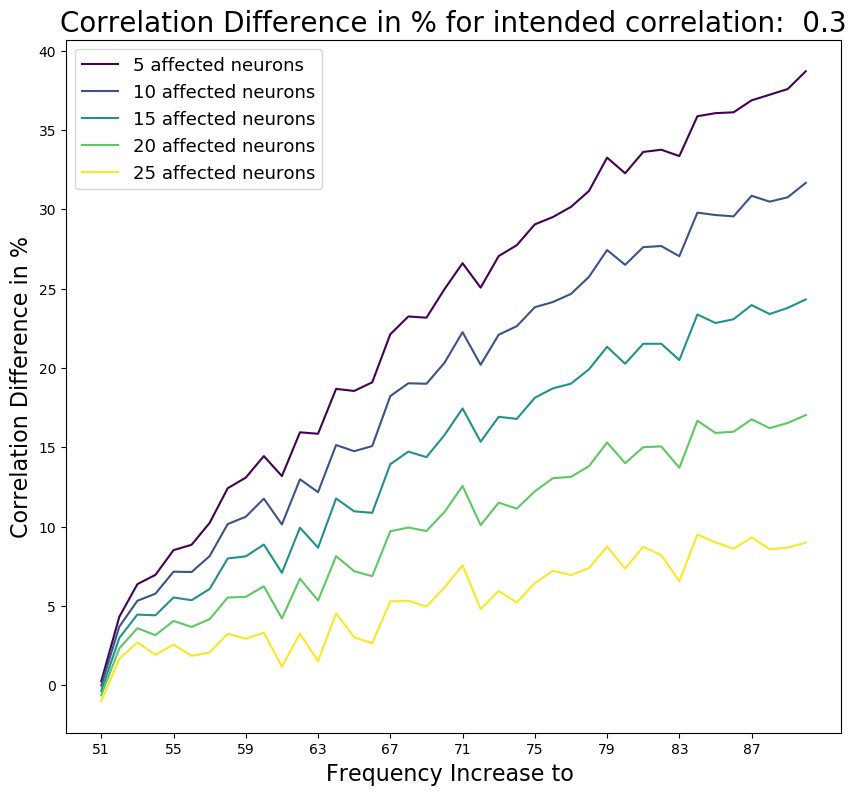 Correlation Difference in % for intended correlation:  0.3
5 affected neurons
10 affected neurons
15 affected neurons
20 affected neurons
25 affected neurons
Correlation Difference in %
40
35
30
25
20
15
10
5
0
51 55 59 63 67 71 75 79 83 87
Frequency Increase to